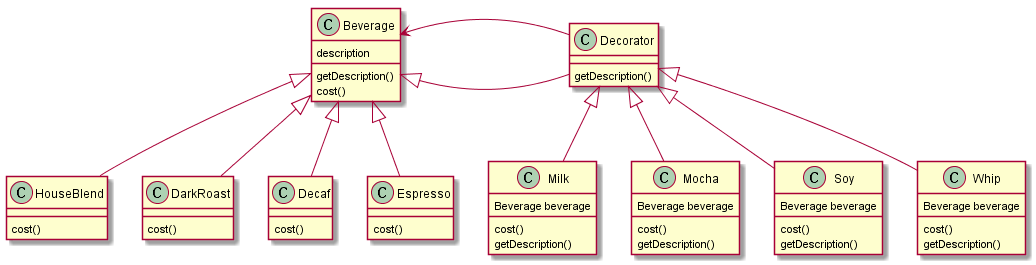 C Beverage
description
getDescription()
cost()
C Decorator
getDescription()
C HouseBlend
cost()
C DarkRoast
cost()
C Decaf
cost()
C Espresso
cost()
C Milk
Beverage beverage
cost()
getDescription()
C Mocha
Beverage beverage
cost()
getDescription()
C Soy
Beverage beverage
cost()
getDescription()
C Whip
Beverage beverage
cost()
getDescription()